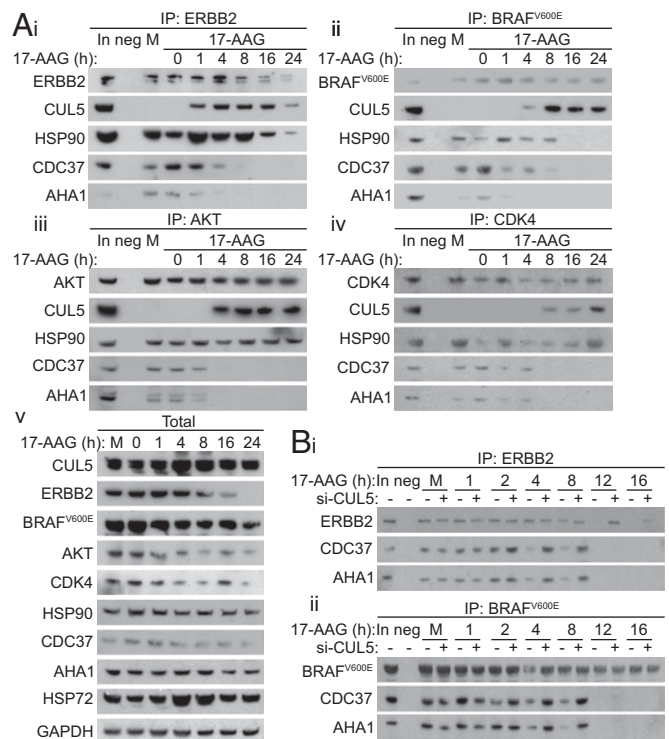 Ai
IP: ERBB2
In neg M 17-AAG
17-AAG (h): 0 1 4 8 16 24
ERBB2
CUL5
HSP90
CDC37
AHA1
ii
IP: BRAFV600E
In neg M 17-AAG
17-AAG (h): 0 1 4 8 16 24
BRAFV600E
CUL5
HSP90
CDC37
AHA1
iii
IP: AKT
In neg M 17-AAG
17-AAG (h): 0 1 4 8 16 24
AKT
CUL5
HSP90
CDC37
AHA1
iv
IP: CDK4
In neg M 17-AAG
17-AAG (h): 0 1 4 8 16 24
CDK4
CUL5
HSP90
CDC37
AHA1
v
Total
17-AAG (h): M 0 1 4 8 16 24
CUL5
ERBB2
BRAFV600E
AKT
CDK4
HSP90
CDC37
AHA1
HSP72
GAPDH
Bi
IP: ERBB2
17-AAG (h): In neg M 1 2 4 8 12 16
si-CUL5: - - - + - + - + - + - + - + - +
ERBB2
CDC37
AHA1
ii
IP: BRAFV600E
17-AAG (h): In neg M 1 2 4 8 12 16
si-CUL5: - - - + - + - + - + - + - + - +
BRAFV600E
CDC37
AHA1